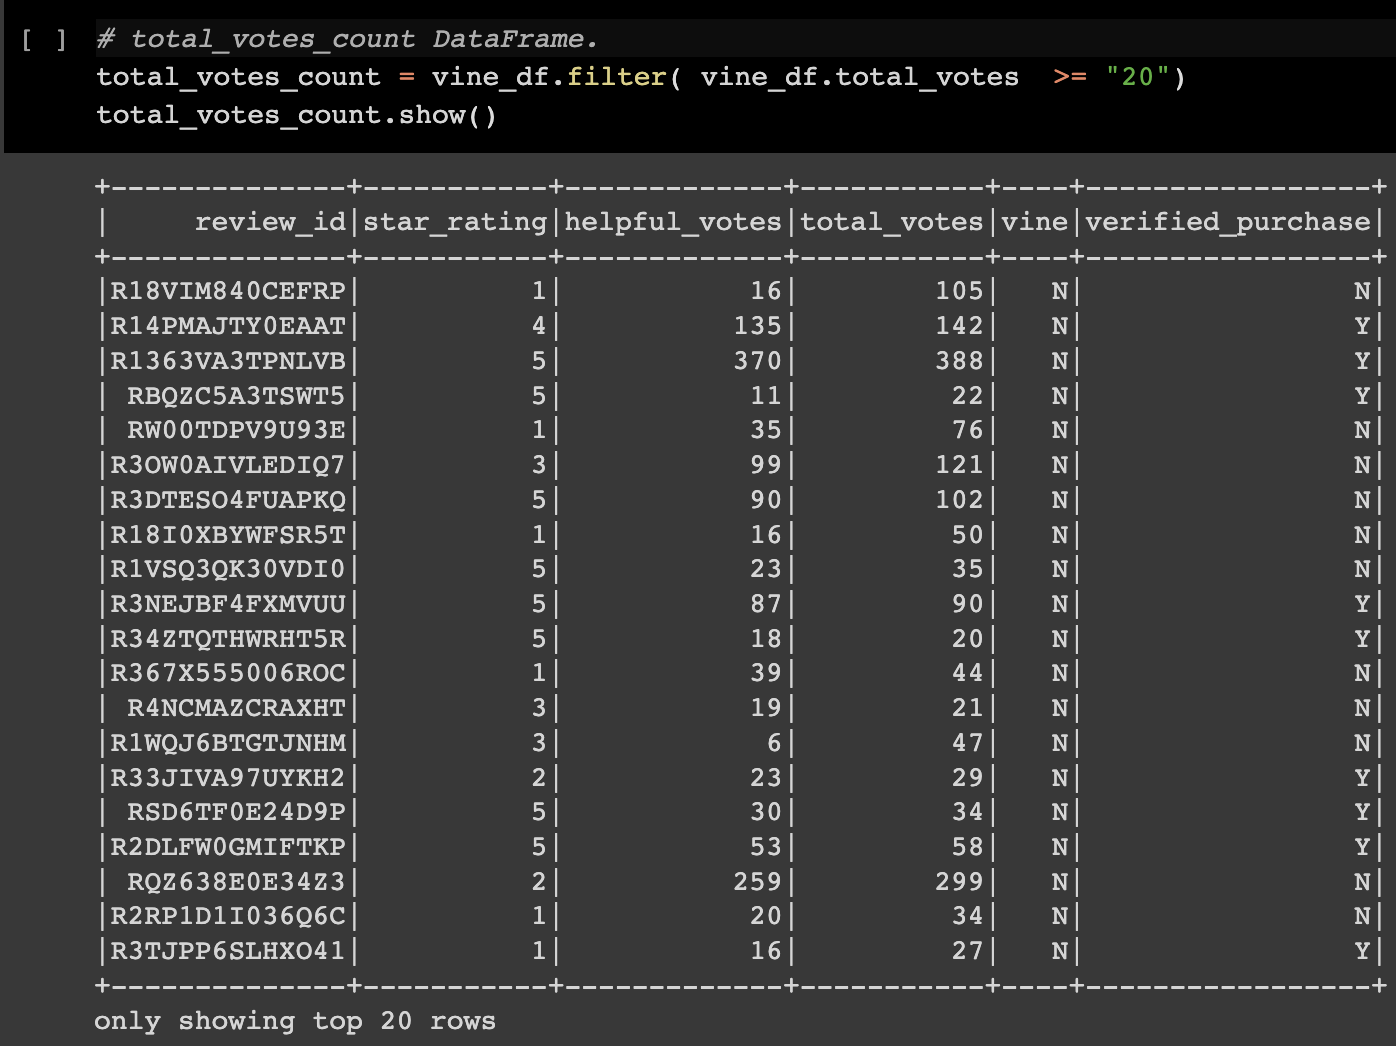 [ ] # total_votes_count DataFrame.
total_votes_count = vine_df.filter( vine_df.total_votes  >= "20")
total_votes_count.show()
+--------------+-----------+-------------+-----------+----+-----------------+
|     review_id|star_rating|helpful_votes|total_votes|vine|verified_purchase|
+--------------+-----------+-------------+-----------+----+-----------------+
|R18VIM840CEFRP|          1|           16|        105|   N|                N|
|R14PMAJTY0EAAT|          4|          135|        142|   N|                Y|
|R1363VA3TPNLVB|          5|          370|        388|   N|                Y|
| RBQZC5A3TSWT5|          5|           11|         22|   N|                Y|
| RW00TDPV9U93E|          1|           35|         76|   N|                N|
|R3OW0AIVLEDIQ7|          3|           99|        121|   N|                N|
|R3DTESO4FUAPKQ|          5|           90|        102|   N|                N|
|R18I0XBYWFSR5T|          1|           16|         50|   N|                N|
|R1VSQ3QK30VDI0|          5|           23|         35|   N|                N|
|R3NEJBF4FXMVUU|          5|           87|         90|   N|                Y|
|R34ZTQTHWRHT5R|          5|           18|         20|   N|                Y|
|R367X555006ROC|          1|           39|         44|   N|                N|
| R4NCMAZCRAXHT|          3|           19|         21|   N|                N|
|R1WQJ6BTGTJNHM|          3|            6|         47|   N|                N|
|R33JIVA97UYKH2|          2|           23|         29|   N|                Y|
| RSD6TF0E24D9P|          5|           30|         34|   N|                Y|
|R2DLFW0GMIFTKP|          5|           53|         58|   N|                Y|
| RQZ638E0E34Z3|          2|          259|        299|   N|                N|
|R2RP1D1I036Q6C|          1|           20|         34|   N|                N|
|R3TJPP6SLHXO41|          1|           16|         27|   N|                Y|
+--------------+-----------+-------------+-----------+----+-----------------+
only showing top 20 rows